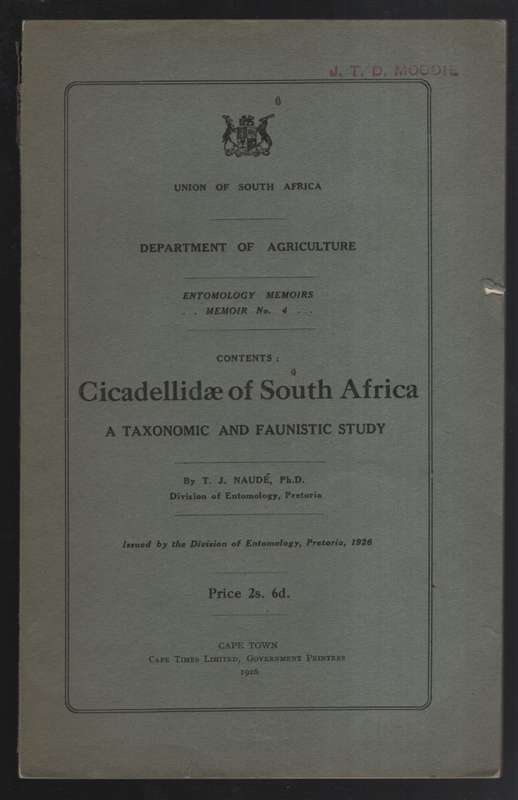 J. T. D. MOODIE
UNION OF SOUTH AFRICA
DEPARTMENT OF AGRICULTURE
ENTOMOLOGY MEMOIRS
. . MEMOIR No. 4 . .
CONTENTS :
Cicadellidæ of South Africa
A TAXONOMIC AND FAUNISTIC STUDY
By T. J. NAUDÉ, Ph.D.
Division of Entomology, Pretoria
Issued by the Division of Entomology, Pretoria, 1926
Price 2s. 6d.
CAPE TOWN
CAPE TIMES LIMITED, GOVERNMENT PRINTERS
1926